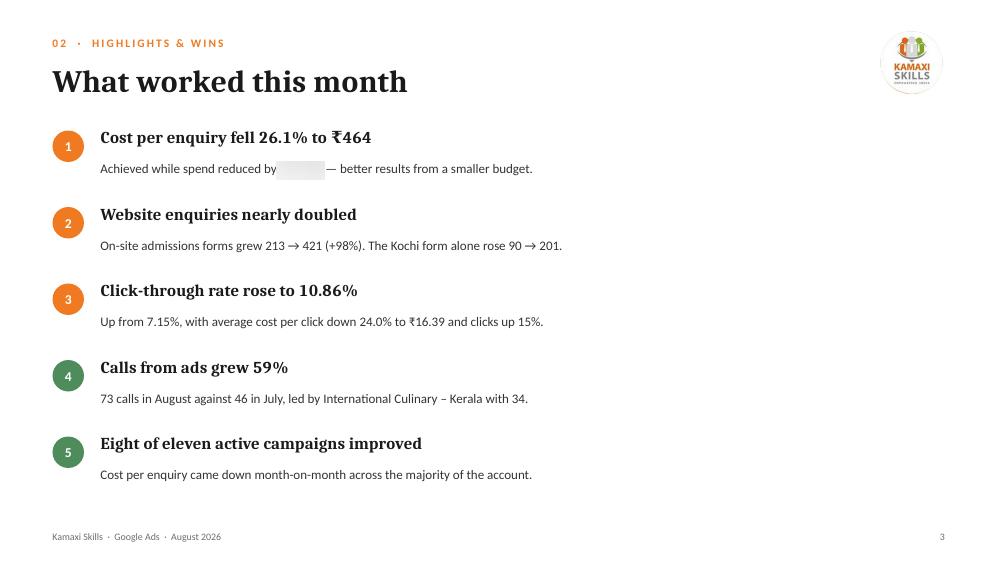 02 · HIGHLIGHTS & WINS
KAMAXI
SKILLS
What worked this month
1
Cost per enquiry fell 26.1% to ₹464
Achieved while spend reduced by — better results from a smaller budget.
2
Website enquiries nearly doubled
On-site admissions forms grew 213 → 421 (+98%). The Kochi form alone rose 90 → 201.
3
Click-through rate rose to 10.86%
Up from 7.15%, with average cost per click down 24.0% to ₹16.39 and clicks up 15%.
4
Calls from ads grew 59%
73 calls in August against 46 in July, led by International Culinary – Kerala with 34.
5
Eight of eleven active campaigns improved
Cost per enquiry came down month-on-month across the majority of the account.
Kamaxi Skills · Google Ads · August 2026
3